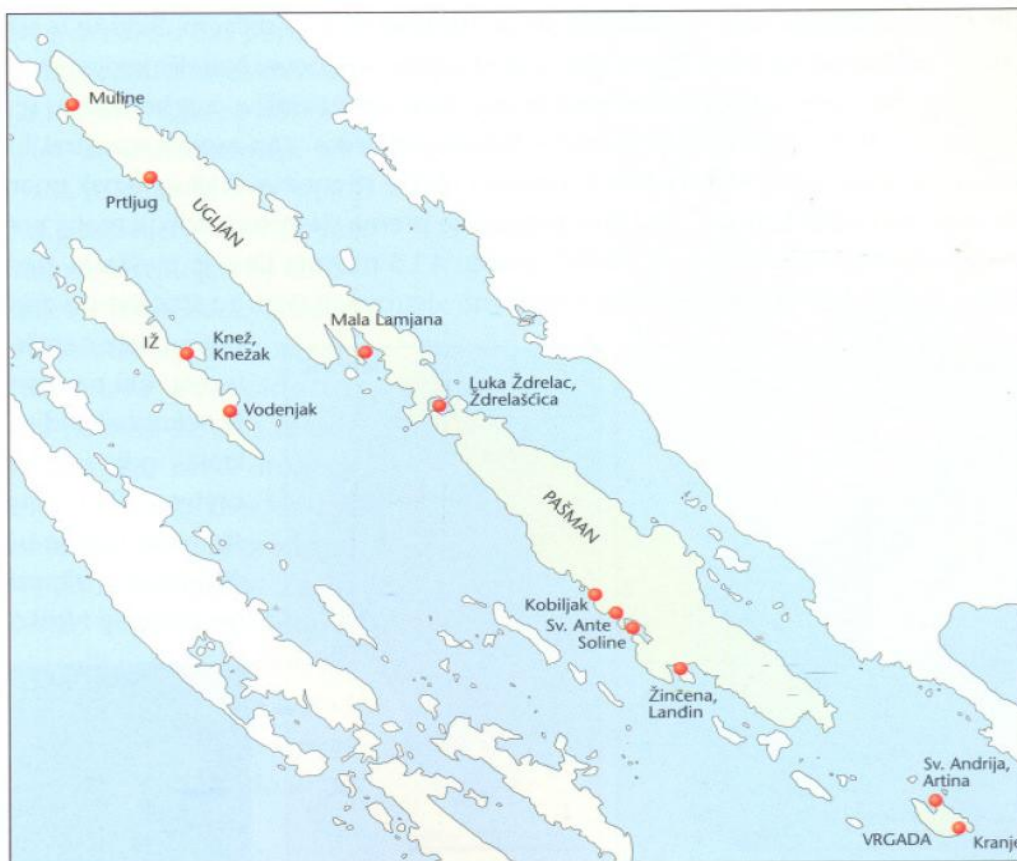 Muline
Prtljug
UGLJAN
Mala Lamjana
IŽ
Knež,
Knežak
Luka Ždrelac,
Ždrelašćica
Vodenjak
PAŠMAN
Kobiljak
Sv. Ante
Soline
Žinčena,
Landin
Sv. Andrija,
Artina
VRGADA
Kranje